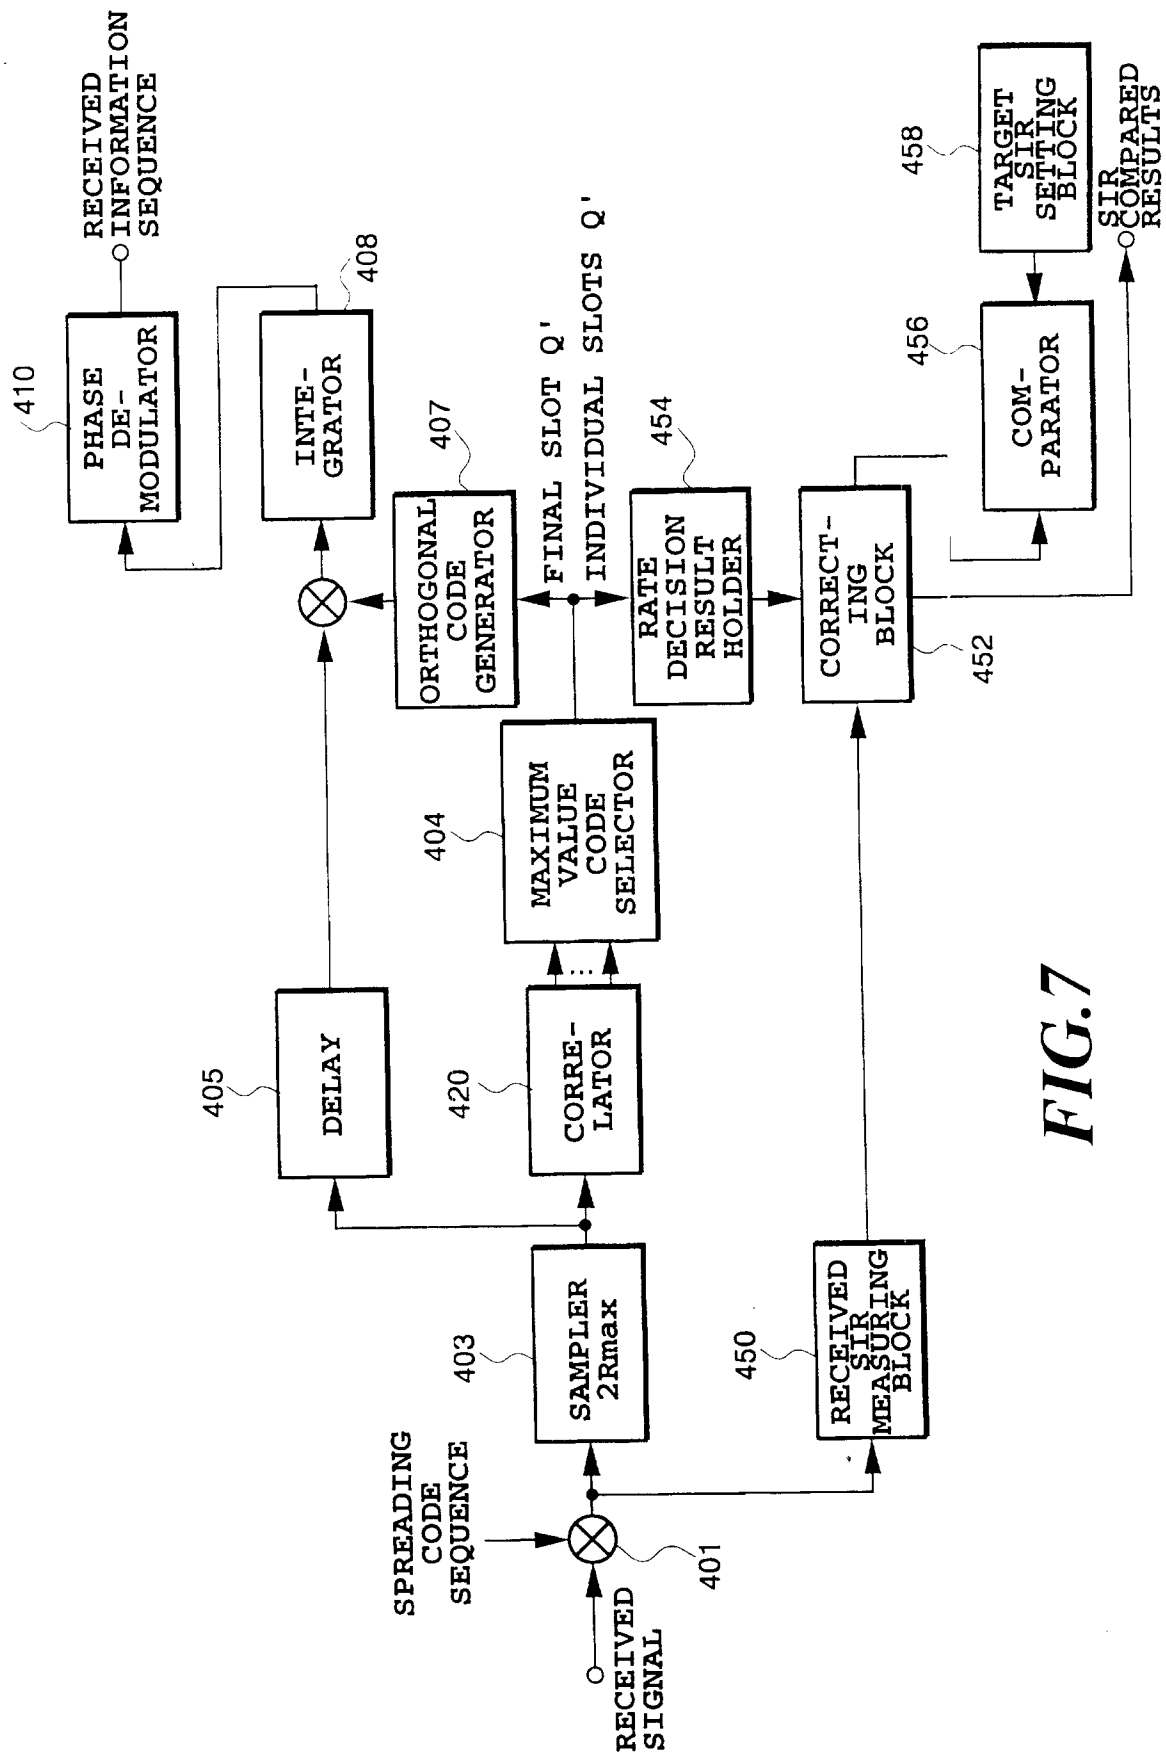 RECEIVED
SIGNAL
SPREADING
CODE
SEQUENCE
401
403
SAMPLER
2Rmax
405
DELAY
420
CORRE-
LATOR
...
404
MAXIMUM
VALUE
CODE
SELECTOR
407
ORTHOGONAL
CODE
GENERATOR
FINAL SLOT Q'
INDIVIDUAL SLOTS Q'
408
INTE-
GRATOR
410
PHASE
DE-
MODULATOR
RECEIVED
INFORMATION
SEQUENCE
450
RECEIVED
SIR
MEASURING
BLOCK
454
RATE
DECISION
RESULT
HOLDER
452
CORRECT-
ING
BLOCK
456
COM-
PARATOR
458
TARGET
SIR
SETTING
BLOCK
SIR
COMPARED
RESULTS
FIG.7